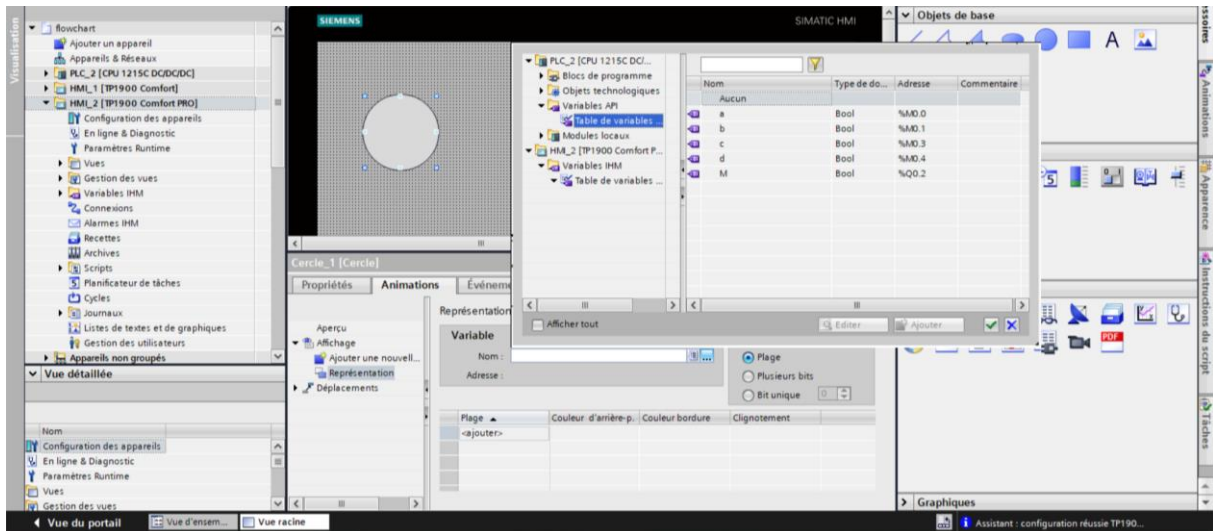 Visualisation
flowchart
Ajouter un appareil
Appareils & Réseaux
PLC_2 [CPU 1215C DC/DC/DC]
HMI_1 [TP1900 Comfort]
HMI_2 [TP1900 Comfort PRO]
Configuration des appareils
En ligne & Diagnostic
Paramètres Runtime
Vues
Gestion des vues
Variables IHM
Connexions
Alarmes IHM
Recettes
Archives
Scripts
Planificateur de tâches
Cycles
Journaux
Listes de textes et de graphiques
Gestion des utilisateurs
Appareils non groupés
Vue détaillée
Nom
Configuration des appareils
En ligne & Diagnostic
Paramètres Runtime
Vues
Gestion des vues
SIEMENS
SIMATIC HMI
PLC_2 [CPU 1215C DC/...
Blocs de programme
Objets technologiques
Variables API
Table de variables ...
Modules locaux
HMI_2 [TP1900 Comfort P...
Variables IHM
Table de variables ...
Nom Type de do... Adresse Commentaire
Aucun
a Bool %M0.0
b Bool %M0.1
c Bool %M0.3
d Bool %M0.4
M Bool %Q0.2
Afficher tout
Editer
Ajouter
Cercle_1 [Cercle]
Propriétés Animations Événeme
Aperçu
Affichage
Ajouter une nouvell...
Représentation
Déplacements
Représentation
Variable
Nom :
Adresse :
Plage
Plusieurs bits
Bit unique 0
Plage Couleur d'arrière-p. Couleur bordure Clignotement
<ajouter>
Objets de base
A
5
PDF
Graphiques
ssoires
Animations
Apparence
Instructions du script
Tâches
Vue du portail
Vue d'ensem...
Vue racine
Assistant : configuration réussie TP190...